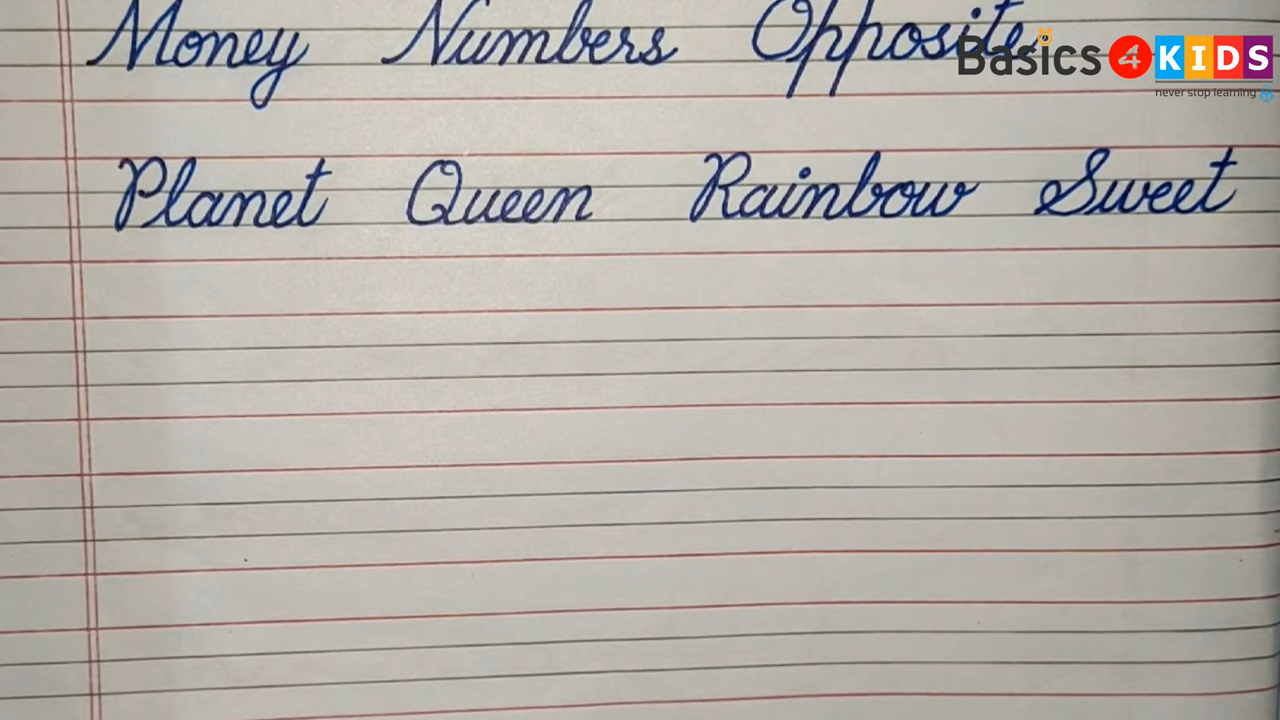 Money Numbers Opposite
Basics 4 KIDS
never stop learning
Planet Queen Rainbow Sweet